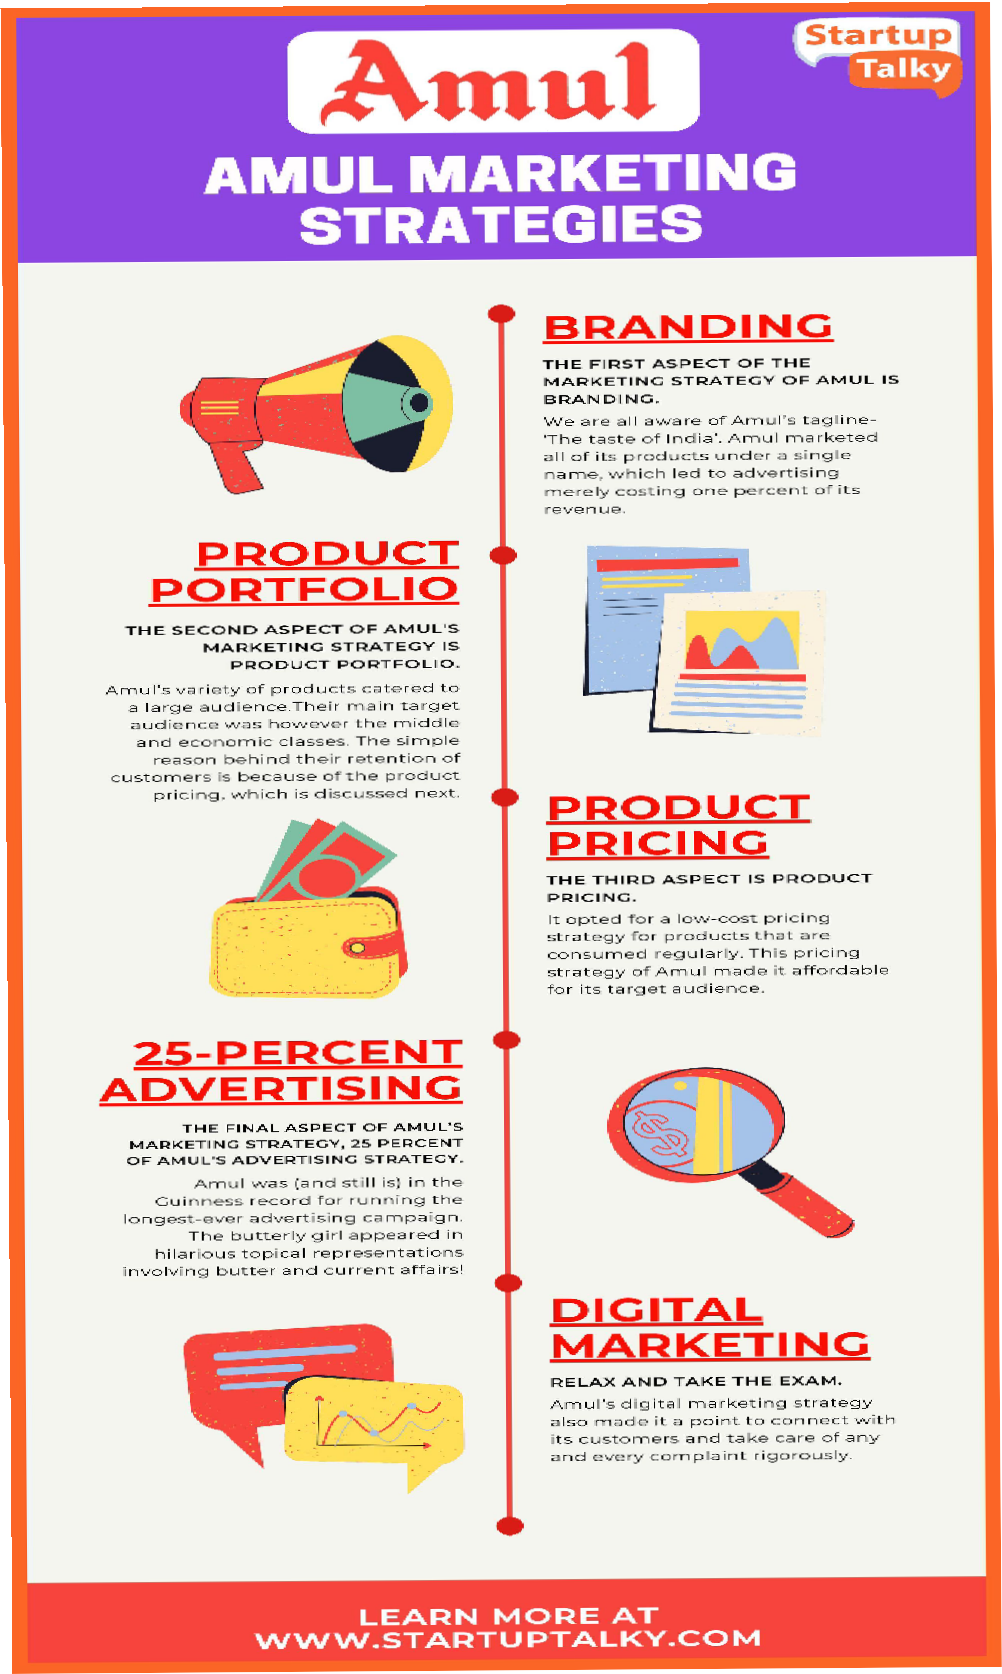 Amul
Startup
Talky
AMUL MARKETING
STRATEGIES
BRANDING
THE FIRST ASPECT OF THE
MARKETING STRATEGY OF AMUL IS
BRANDING.
We are all aware of Amul's tagline-
'The taste of India'. Amul marketed
all of its products under a single
name, which led to advertising
merely costing one percent of its
revenue.
PRODUCT
PORTFOLIO
THE SECOND ASPECT OF AMUL'S
MARKETING STRATEGY IS
PRODUCT PORTFOLIO.
Amul's variety of products catered to
a large audience.Their main target
audience was however the middle
and economic classes. The simple
reason behind their retention of
customers is because of the product
pricing, which is discussed next.
PRODUCT
PRICING
THE THIRD ASPECT IS PRODUCT
PRICING.
It opted for a low-cost pricing
strategy for products that are
consumed regularly. This pricing
strategy of Amul made it affordable
for its target audience.
25-PERCENT
ADVERTISING
THE FINAL ASPECT OF AMUL'S
MARKETING STRATEGY, 25 PERCENT
OF AMUL'S ADVERTISING STRATEGY.
Amul was (and still is) in the
Guinness record for running the
longest-ever advertising campaign.
The butterly girl appeared in
hilarious topical representations
involving butter and current affairs!
DIGITAL
MARKETING
RELAX AND TAKE THE EXAM.
Amul's digital marketing strategy
also made it a point to connect with
its customers and take care of any
and every complaint rigorously.
LEARN MORE AT
WWW.STARTUPTALKY.COM